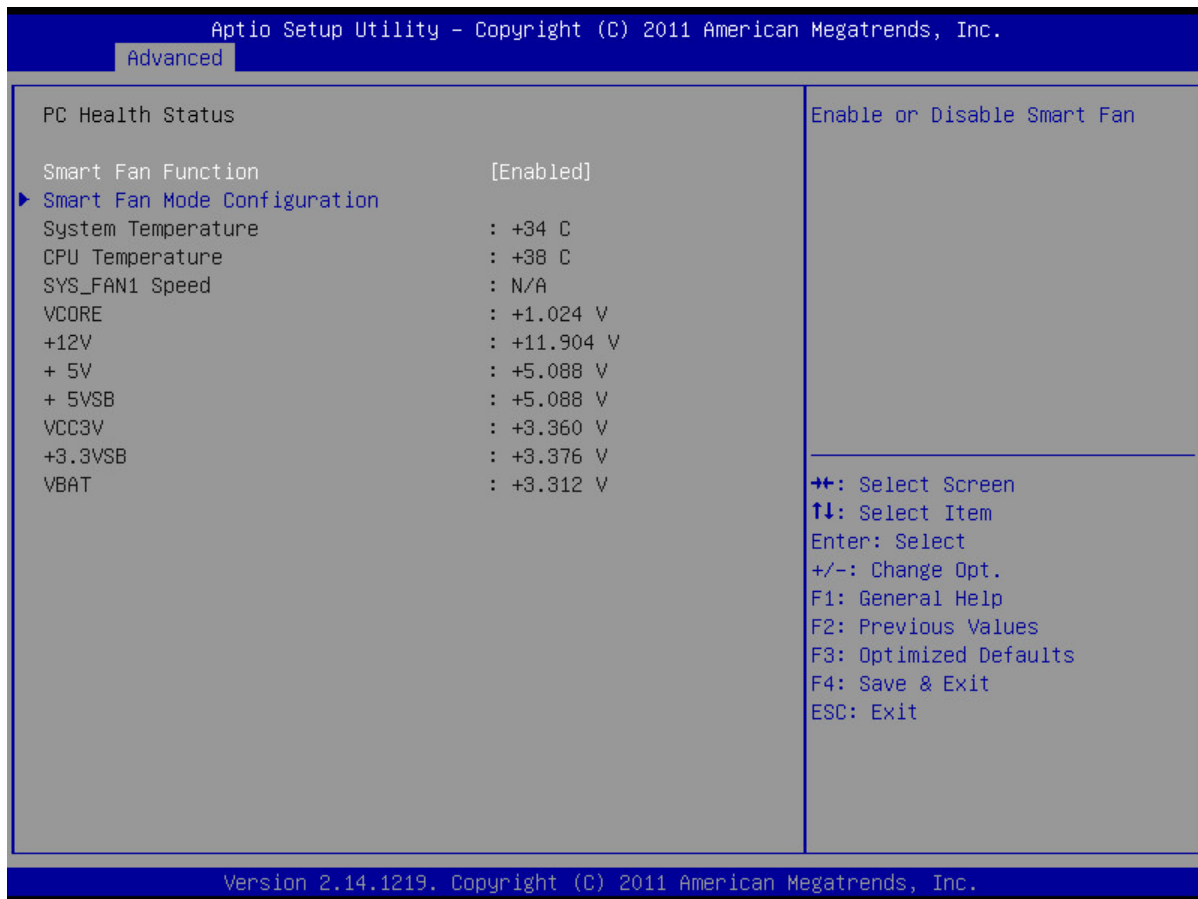 Aptio Setup Utility - Copyright (C) 2011 American Megatrends, Inc.
Advanced
PC Health Status
Smart Fan Function [Enabled]
▶ Smart Fan Mode Configuration
System Temperature : +34 C
CPU Temperature : +38 C
SYS_FAN1 Speed : N/A
VCORE : +1.024 V
+12V : +11.904 V
+ 5V : +5.088 V
+ 5VSB : +5.088 V
VCC3V : +3.360 V
+3.3VSB : +3.376 V
VBAT : +3.312 V
Enable or Disable Smart Fan
→←: Select Screen
↑↓: Select Item
Enter: Select
+/-: Change Opt.
F1: General Help
F2: Previous Values
F3: Optimized Defaults
F4: Save & Exit
ESC: Exit
Version 2.14.1219. Copyright (C) 2011 American Megatrends, Inc.